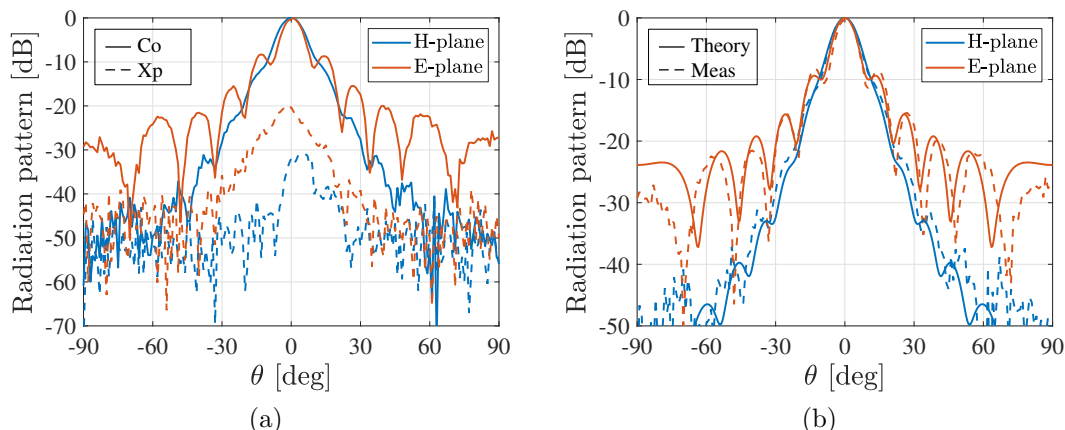 Radiation pattern [dB]
0
-10
-20
-30
-40
-50
-60
-70
Co
Xp
H-plane
E-plane
-90
-60
-30
0
30
60
90
θ [deg]
(a)
Radiation pattern [dB]
0
-10
-20
-30
-40
-50
Theory
Meas
H-plane
E-plane
-90
-60
-30
0
30
60
90
θ [deg]
(b)